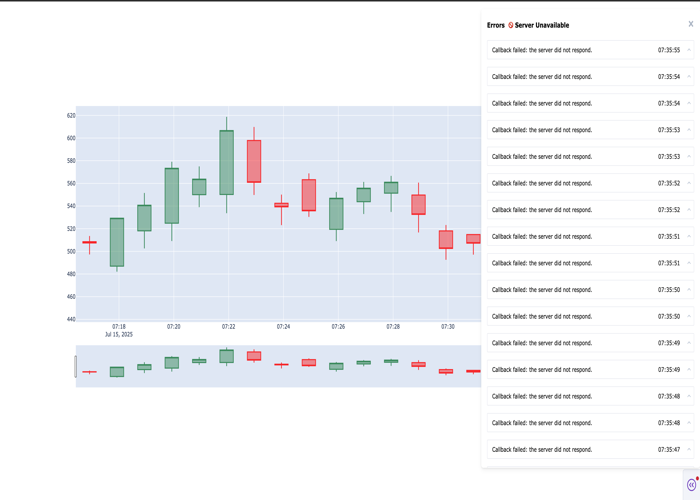 Errors 🚫 Server Unavailable
X
Callback failed: the server did not respond. 07:35:55
Callback failed: the server did not respond. 07:35:54
Callback failed: the server did not respond. 07:35:54
Callback failed: the server did not respond. 07:35:53
Callback failed: the server did not respond. 07:35:53
Callback failed: the server did not respond. 07:35:52
Callback failed: the server did not respond. 07:35:52
Callback failed: the server did not respond. 07:35:51
Callback failed: the server did not respond. 07:35:51
Callback failed: the server did not respond. 07:35:50
Callback failed: the server did not respond. 07:35:50
Callback failed: the server did not respond. 07:35:49
Callback failed: the server did not respond. 07:35:49
Callback failed: the server did not respond. 07:35:48
Callback failed: the server did not respond. 07:35:48
Callback failed: the server did not respond. 07:35:47
620
600
580
560
540
520
500
480
460
440
07:18 07:20 07:22 07:24 07:26 07:28 07:30
Jul 15, 2025